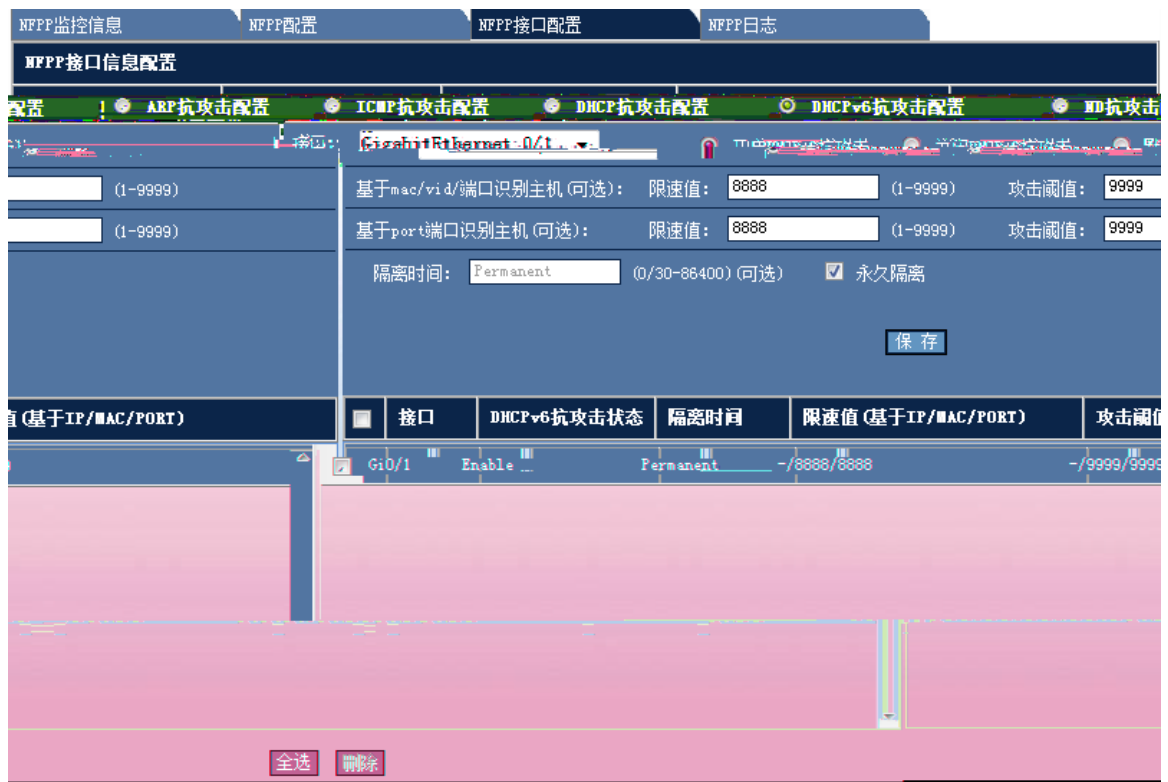 NFPP监控信息 NFPP配置 NFPP接口配置 NFPP日志
NFPP接口信息配置
配置 ARP抗攻击配置 ICMP抗攻击配置 DHCP抗攻击配置 DHCPv6抗攻击配置 ND抗攻击
接口: GigabitEthernet 0/1
(1-9999) 基于mac/vid/端口识别主机(可选): 限速值: 8888 (1-9999) 攻击阈值: 9999
(1-9999) 基于port端口识别主机(可选): 限速值: 8888 (1-9999) 攻击阈值: 9999
隔离时间: Permanent (0/30-86400)(可选) 永久隔离
保存
(基于IP/MAC/PORT) 接口 DHCPv6抗攻击状态 隔离时间 限速值(基于IP/MAC/PORT) 攻击阈值
Gi0/1 Enable Permanent -/8888/8888 -/9999/9999
全选 删除